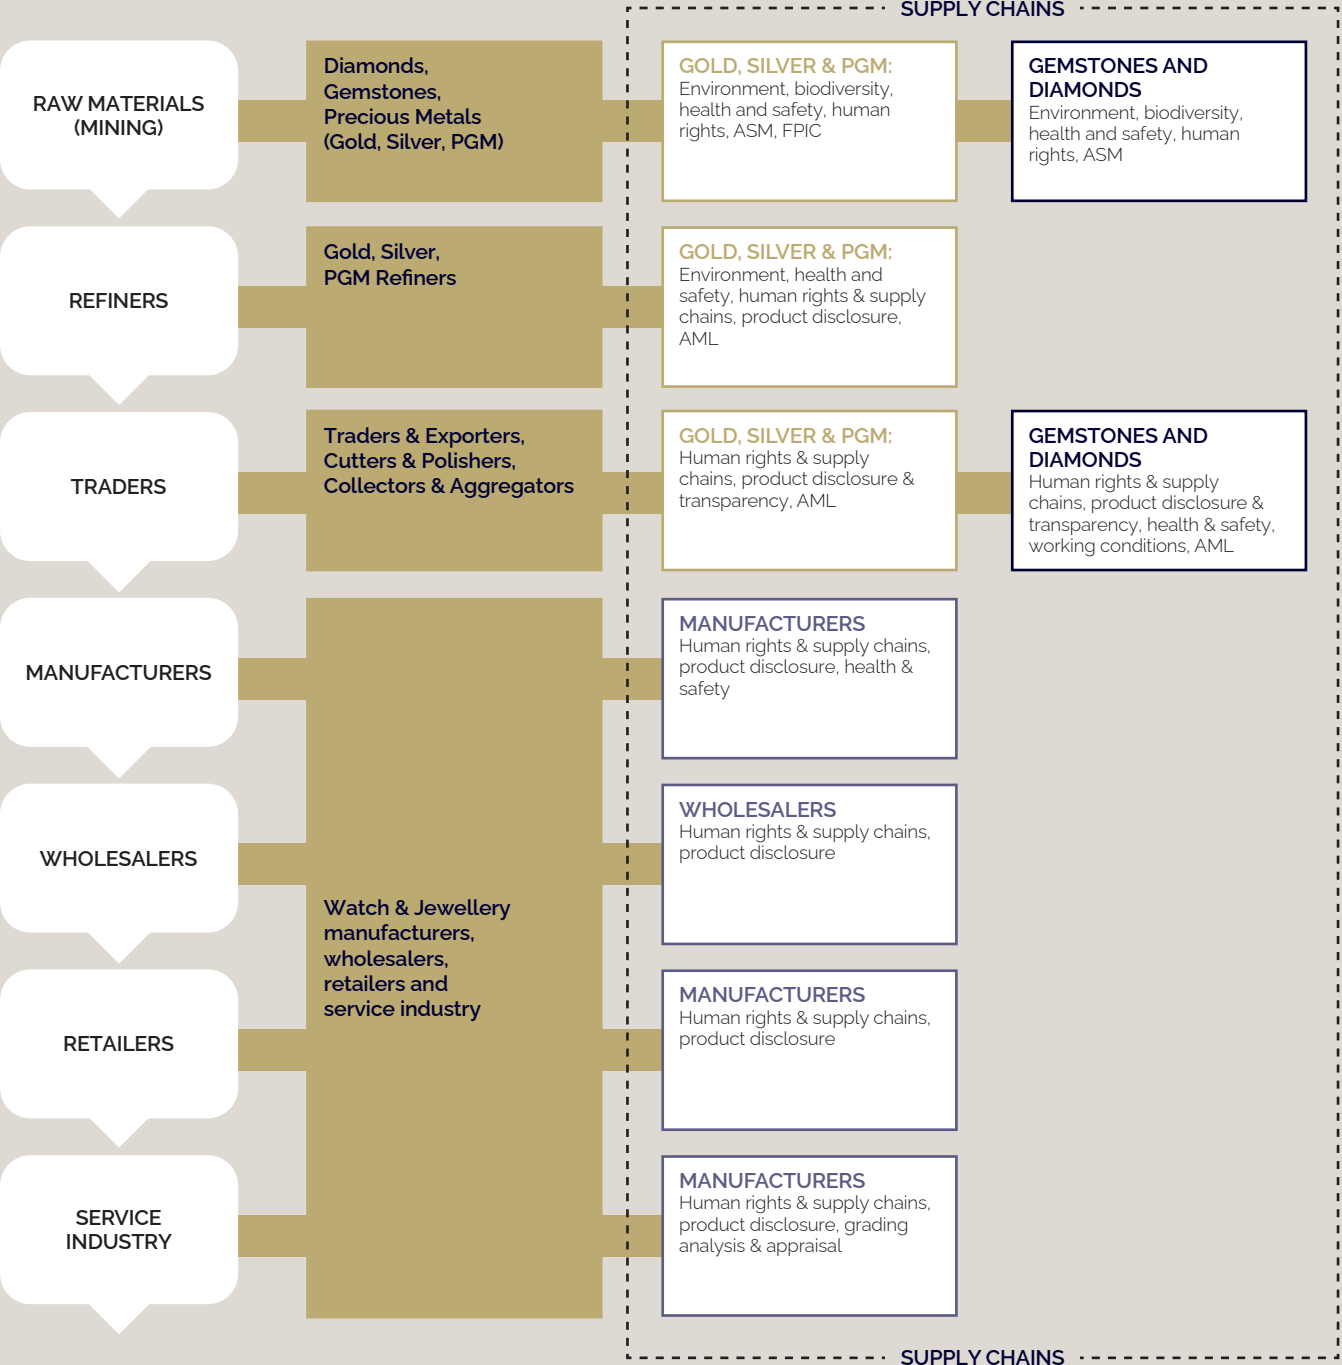 SUPPLY CHAINS
RAW MATERIALS
(MINING)
Diamonds,
Gemstones,
Precious Metals
(Gold, Silver, PGM)
GOLD, SILVER & PGM:
Environment, biodiversity,
health and safety, human
rights, ASM, FPIC
GEMSTONES AND
DIAMONDS
Environment, biodiversity,
health and safety, human
rights, ASM
REFINERS
Gold, Silver,
PGM Refiners
GOLD, SILVER & PGM:
Environment, health and
safety, human rights & supply
chains, product disclosure,
AML
TRADERS
Traders & Exporters,
Cutters & Polishers,
Collectors & Aggregators
GOLD, SILVER & PGM:
Human rights & supply
chains, product disclosure &
transparency, AML
GEMSTONES AND
DIAMONDS
Human rights & supply
chains, product disclosure &
transparency, health & safety,
working conditions, AML
MANUFACTURERS
MANUFACTURERS
Human rights & supply chains,
product disclosure, health &
safety
WHOLESALERS
WHOLESALERS
Human rights & supply chains,
product disclosure
Watch & Jewellery
manufacturers,
wholesalers,
retailers and
service industry
RETAILERS
MANUFACTURERS
Human rights & supply chains,
product disclosure
SERVICE
INDUSTRY
MANUFACTURERS
Human rights & supply chains,
product disclosure, grading
analysis & appraisal
SUPPLY CHAINS